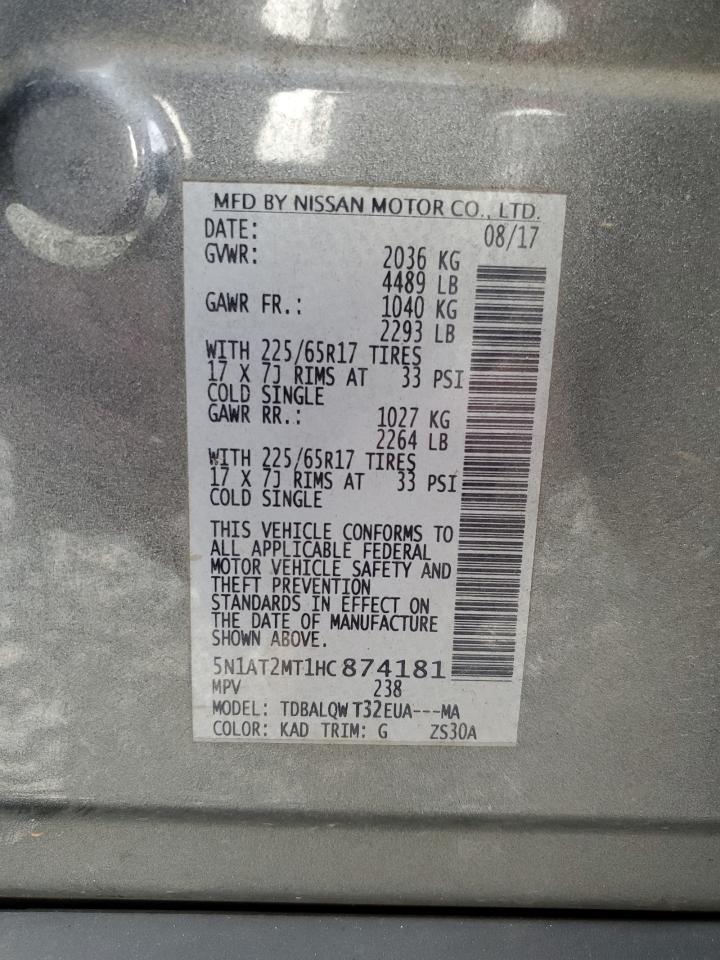 MFD BY NISSAN MOTOR CO., LTD.
DATE: 08/17
GVWR: 2036 KG
4489 LB
GAWR FR.: 1040 KG
2293 LB
WITH 225/65R17 TIRES
17 X 7J RIMS AT 33 PSI
COLD SINGLE
GAWR RR.: 1027 KG
2264 LB
WITH 225/65R17 TIRES
17 X 7J RIMS AT 33 PSI
COLD SINGLE
THIS VEHICLE CONFORMS TO
ALL APPLICABLE FEDERAL
MOTOR VEHICLE SAFETY AND
THEFT PREVENTION
STANDARDS IN EFFECT ON
THE DATE OF MANUFACTURE
SHOWN ABOVE.
5N1AT2MT1HC874181
MPV 238
MODEL: TDBALQW T32EUA---MA
COLOR: KAD TRIM: G ZS30A